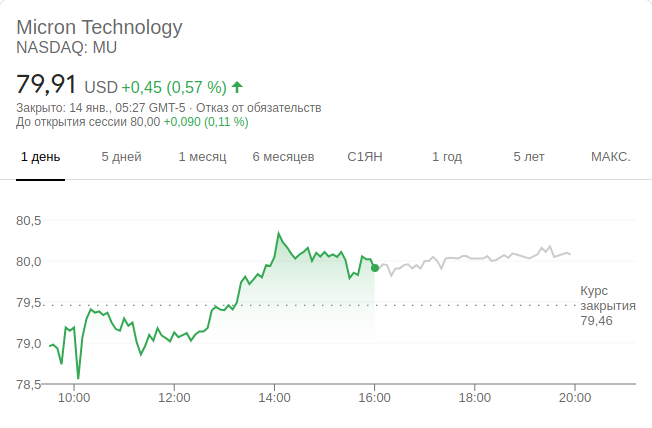 Micron Technology
NASDAQ: MU
79,91 USD +0,45 (0,57 %)
Закрыто: 14 янв., 05:27 GMT-5 · Отказ от обязательств
До открытия сессии 80,00 +0,090 (0,11 %)
1 день 5 дней 1 месяц 6 месяцев С1ЯН 1 год 5 лет МАКС.
80,5
80,0
79,5
79,0
78,5
Курс
закрытия
79,46
10:00 12:00 14:00 16:00 18:00 20:00